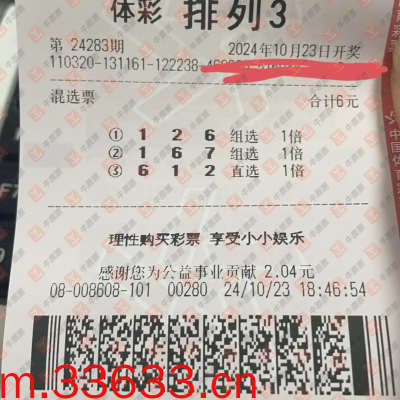 体彩 排列3
第 24283期 2024年10月23日开奖
110320-131161-122238-
混选票 合计6元
① 1 2 6 组选 1倍
② 1 6 7 组选 1倍
③ 6 1 2 直选 1倍
理性购买彩票 享受小小娱乐
感谢您为公益事业贡献 2.04元
08-008608-101 00280 24/10/23 18:46:54
m.33633.cn